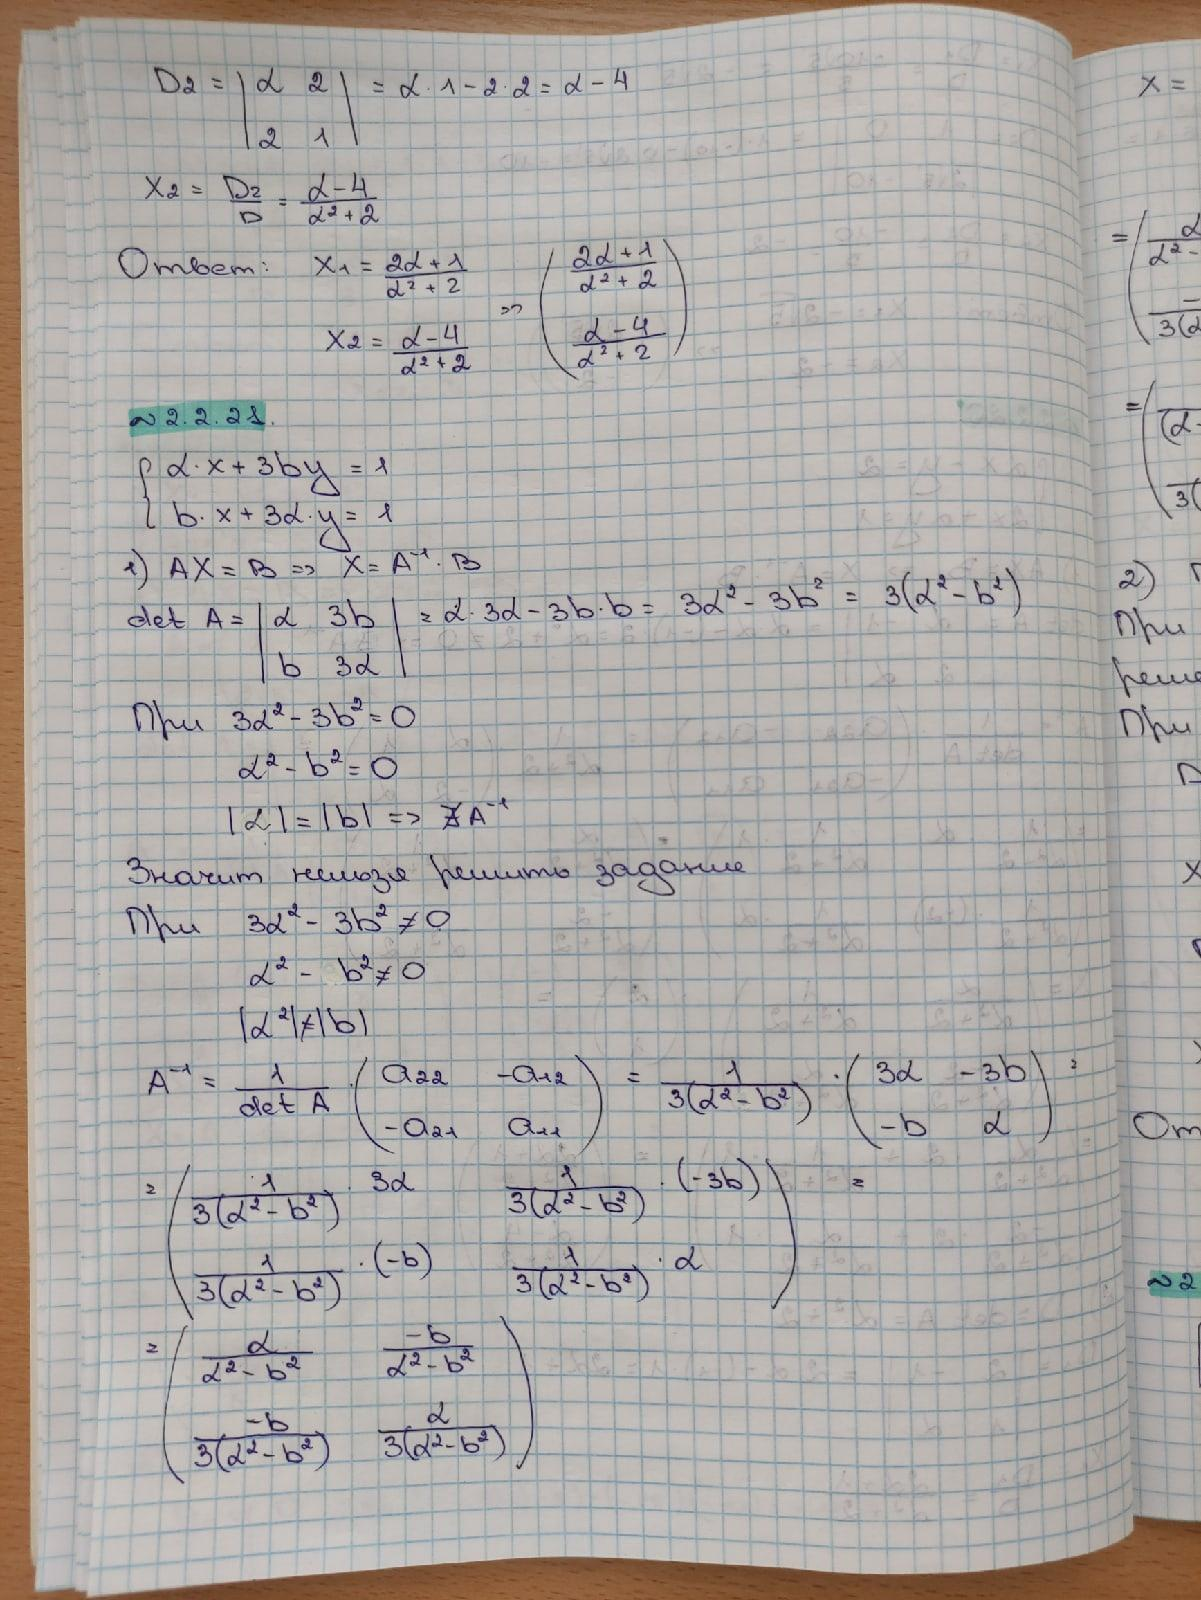 D₂ = | α 2 | = α·1 − 2·2 = α − 4
| 2 1 |
X₂ = D₂/D = (α−4)/(α²+2)
Ответ: X₁ = (2α+1)/(α²+2) => ( (2α+1)/(α²+2) )
X₂ = (α−4)/(α²+2) ( (α−4)/(α²+2) )
~2.2.21.
{ α·x + 3by = 1
{ b·x + 3α·y = 1
1) AX = B => X = A⁻¹·B
det A = | α 3b | = α·3α − 3b·b = 3α² − 3b² = 3(α² − b²)
| b 3α |
При 3α² − 3b² = 0
α² − b² = 0
|α| = |b| => ∄A⁻¹
Значит нельзя решить задание
При 3α² − 3b² ≠ 0
α² − b² ≠ 0
|α²| ≠ |b|
A⁻¹ = 1/det A · ( a₂₂ −a₁₂ ) = 1/(3(α²−b²)) · ( 3α −3b ) =
( −a₂₁ a₁₁ ) ( −b α )
= ( 1/(3(α²−b²)) · 3α 1/(3(α²−b²)) · (−3b) ) =
( 1/(3(α²−b²)) · (−b) 1/(3(α²−b²)) · α )
= ( α/(α²−b²) −b/(α²−b²) )
( −b/(3(α²−b²)) α/(3(α²−b²)) )
X =
2)
При
При
~2